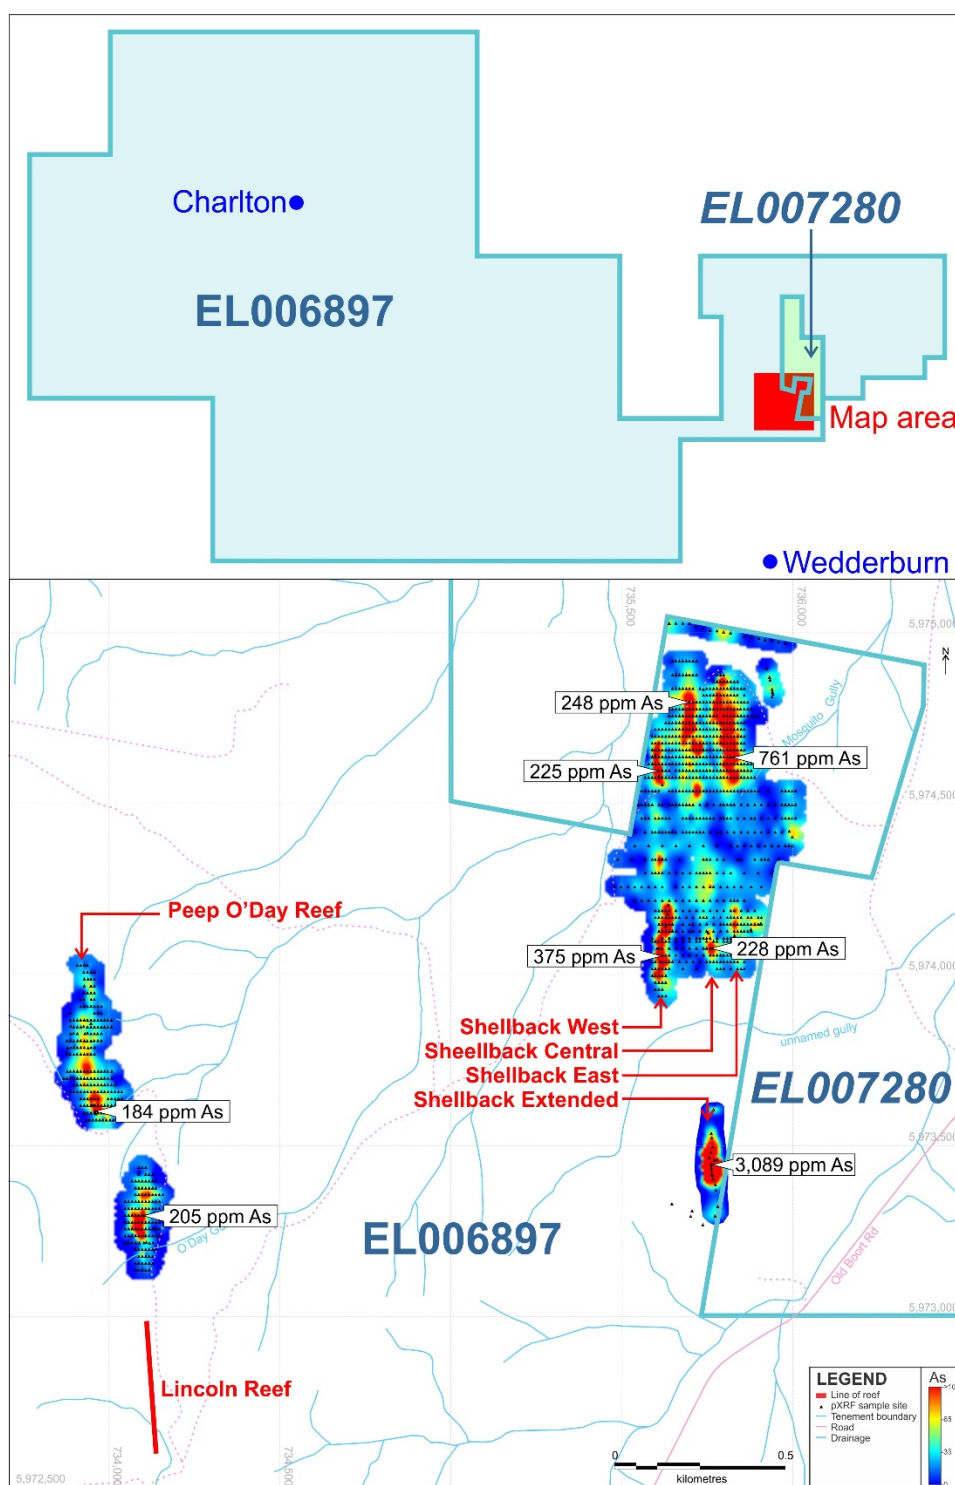 Charlton
EL007280
EL006897
Map area
Wedderburn
735,500
736,000
5,975,000
N
248 ppm As
Mosquito Gully
225 ppm As
761 ppm As
5,974,500
Peep O'Day Reef
375 ppm As
228 ppm As
5,974,000
Shellback West
Sheellback Central
Shellback East
Shellback Extended
unnamed gully
EL007280
184 ppm As
5,973,500
3,089 ppm As
205 ppm As
O'Day
EL006897
Old Boort Rd
5,973,000
Lincoln Reef
734,000
734,500
5,972,500
0
0.5
kilometres
LEGEND
Line of reef
pXRF sample site
Tenement boundary
Road
Drainage
As
65
35
0